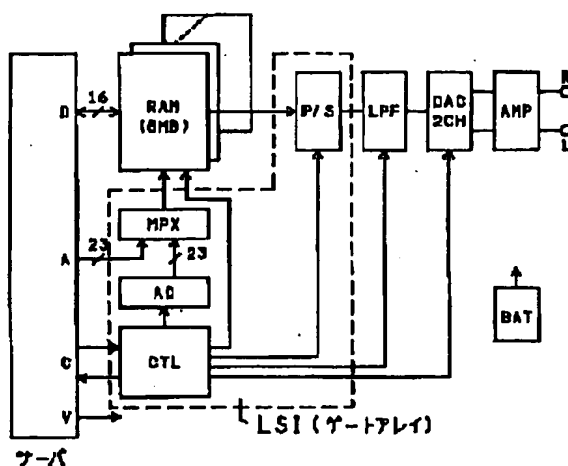 D
16
RAM
(8MB)
P/S
LPF
DAC
2CH
AMP
R
L
MPX
A
23
23
AC
BAT
C
CTL
V
LSI(ゲートアレイ)
サーバ